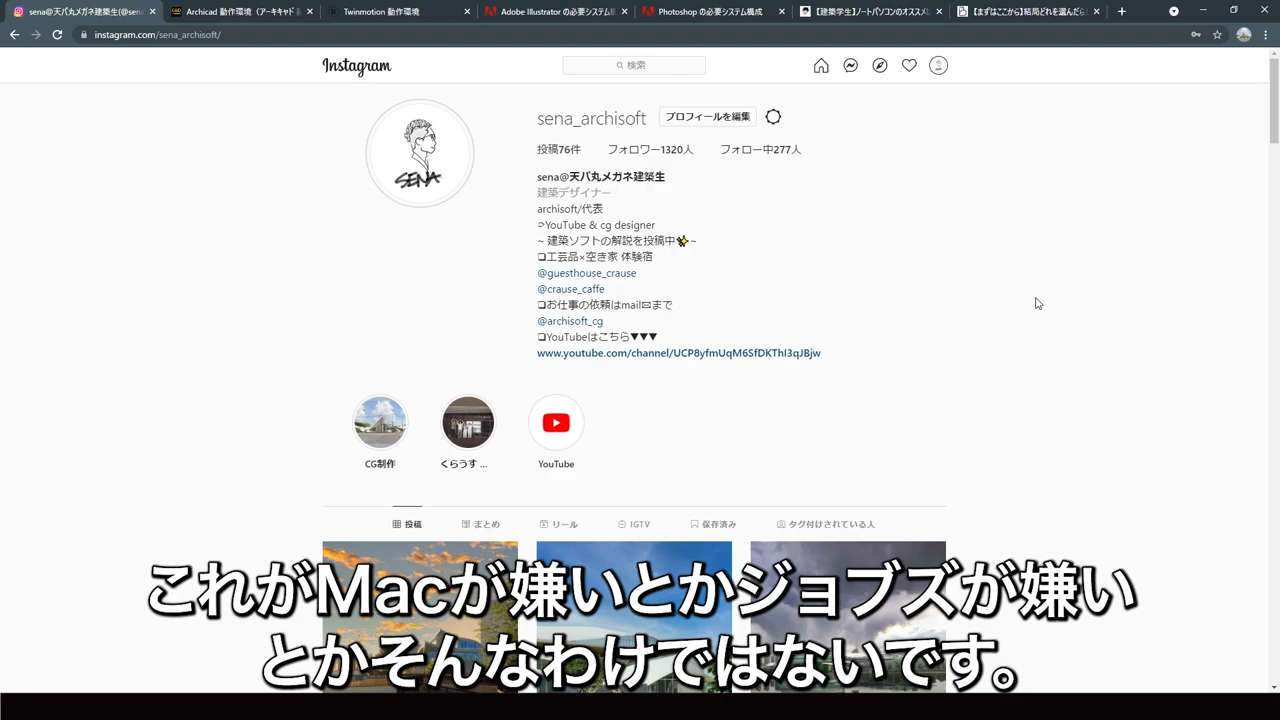 sena@天パ丸メガネ建築生(@sen
Archicad 動作環境（アーキキャド
Twinmotion 動作環境
Adobe Illustrator の必要システム
Photoshop の必要システム構成
【建築学生】ノートパソコンのオススメ
【まずはここから】結局どれを選んだら
instagram.com/sena_archisoft/
Instagram
検索
sena_archisoft
プロフィールを編集
投稿76件 フォロワー1320人 フォロー中277人
SENA
sena@天パ丸メガネ建築生
建築デザイナー
archisoft/代表
➮YouTube & cg designer
~ 建築ソフトの解説を投稿中✨~
❏工芸品×空き家 体験宿
@guesthouse_crause
@crause_caffe
❏お仕事の依頼はmail✉まで
@archisoft_cg
❏YouTubeはこちら▼▼▼
www.youtube.com/channel/UCP8yfmUqM6SfDKThI3qJBjw
CG制作 くらうす ... YouTube
投稿 まとめ リール IGTV 保存済み タグ付けされている人
これがMacが嫌いとかジョブズが嫌い
とかそんなわけではないです。